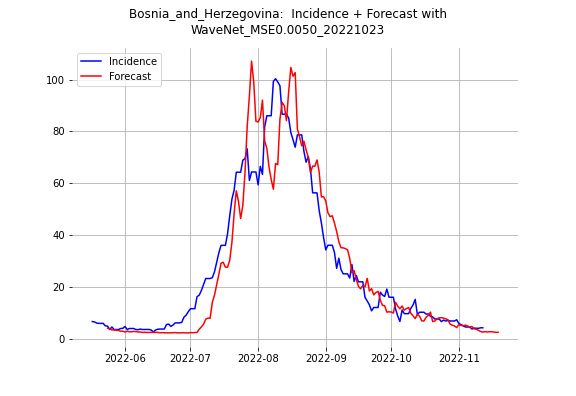 Bosnia_and_Herzegovina:  Incidence + Forecast with
WaveNet_MSE0.0050_20221023
Incidence
Forecast
100
80
60
40
20
0
2022-06 2022-07 2022-08 2022-09 2022-10 2022-11